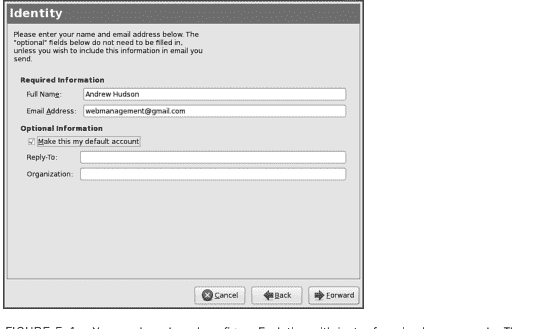 Identity
Please enter your name and email address below. The
"optional" fields below do not need to be filled in,
unless you wish to include this information in email you
send.
Required Information
Full Name: Andrew Hudson
Email Address: webmanagement@gmail.com
Optional Information
Make this my default account
Reply-To:
Organization:
Cancel Back Forward